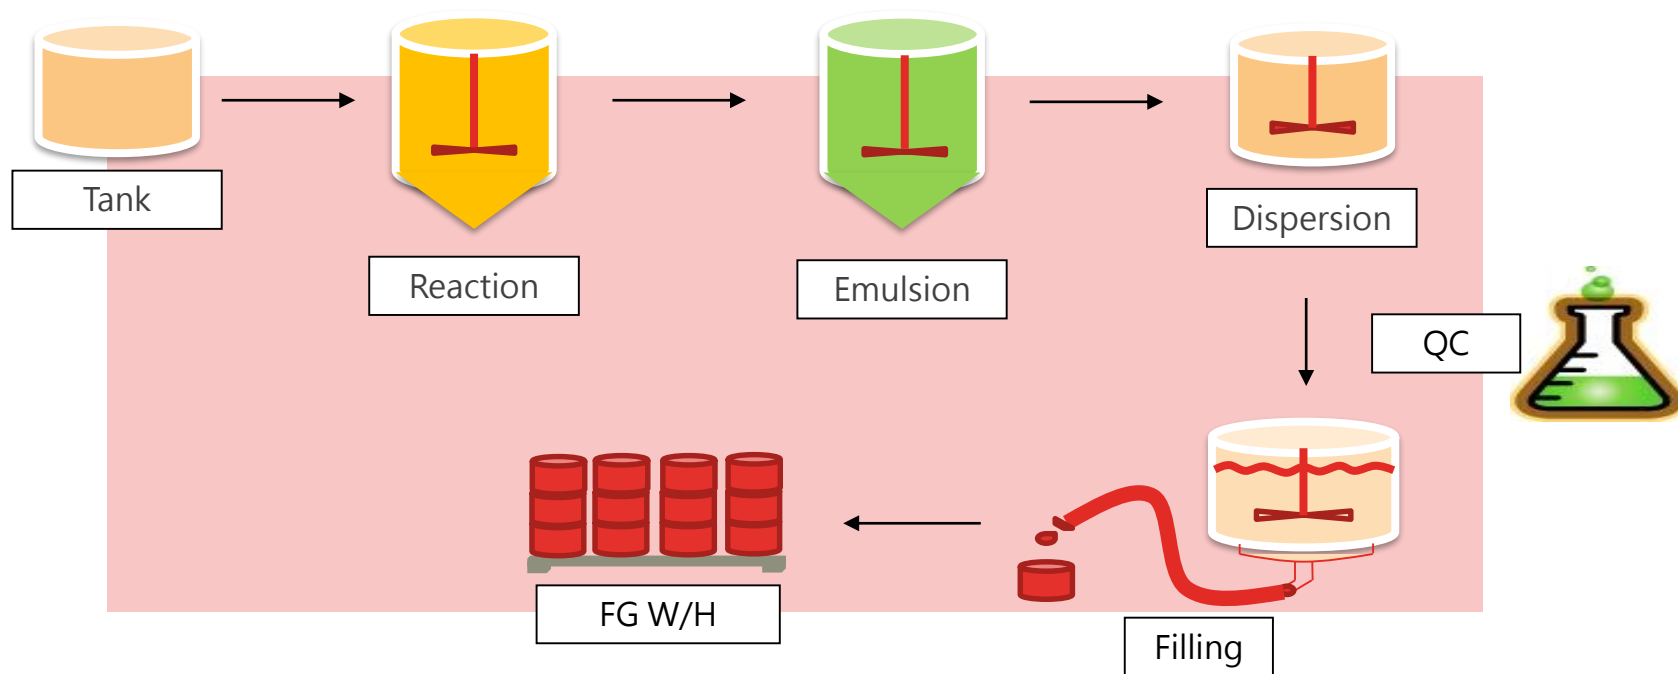 Tank
Reaction
Emulsion
Dispersion
QC
FG W/H
Filling